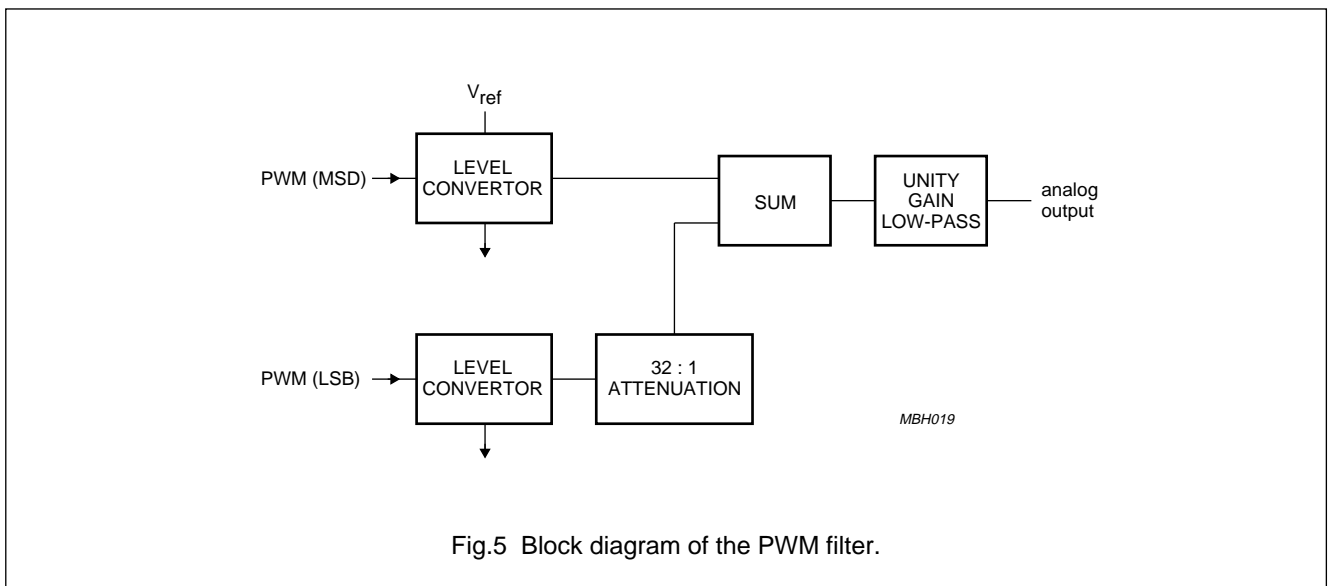 Vref
PWM (MSD)
LEVEL
CONVERTOR
SUM
UNITY
GAIN
LOW-PASS
analog
output
PWM (LSB)
LEVEL
CONVERTOR
32 : 1
ATTENUATION
MBH019
Fig.5 Block diagram of the PWM filter.